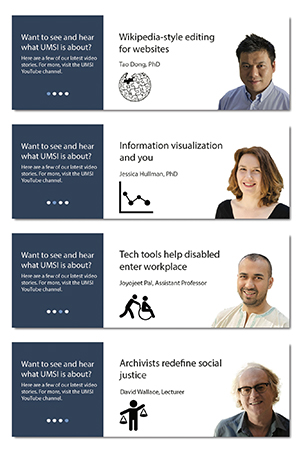 Want to see and hear
what UMSI is about?
Here are a few of our latest video
stories. For more, visit the UMSI
YouTube channel.
Wikipedia-style editing
for websites
Tao Dong, PhD
Want to see and hear
what UMSI is about?
Here are a few of our latest video
stories. For more, visit the UMSI
YouTube channel.
Information visualization
and you
Jessica Hullman, PhD
Want to see and hear
what UMSI is about?
Here are a few of our latest video
stories. For more, visit the UMSI
YouTube channel.
Tech tools help disabled
enter workplace
Joyojeet Pal, Assistant Professor
Want to see and hear
what UMSI is about?
Here are a few of our latest video
stories. For more, visit the UMSI
YouTube channel.
Archivists redefine social
justice
David Wallace, Lecturer